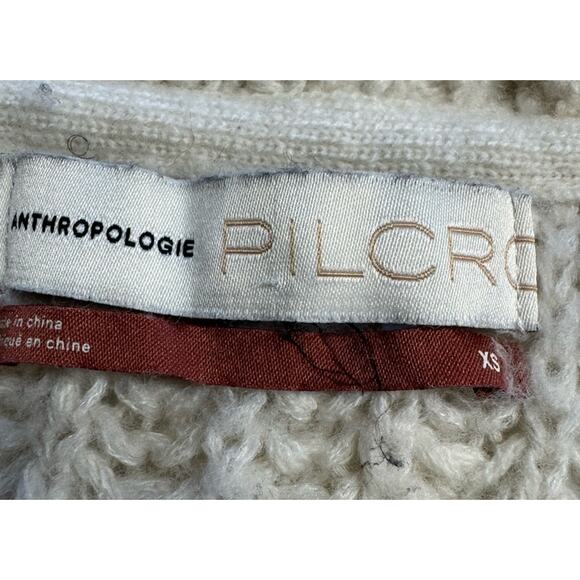 ANTHROPOLOGIE PILCRO
in china XS
en chine